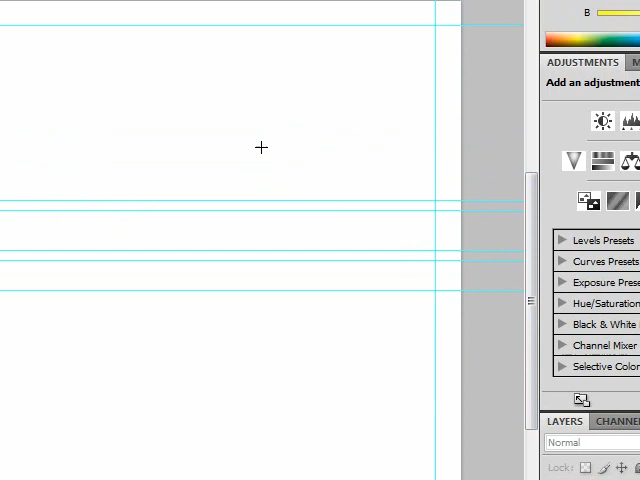 B
ADJUSTMENTS
Add an adjustment
Levels Presets
Curves Presets
Exposure Prese
Hue/Saturation
Black & White
Channel Mixer
Selective Color
LAYERS CHANNE
Normal
Lock: